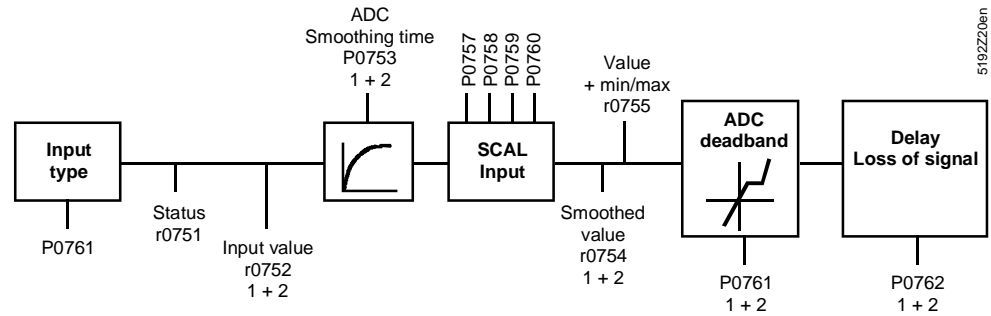 ADC
Smoothing time
P0753
1 + 2
P0757
P0758
P0759
P0760
Value
+ min/max
r0755
5192Z20en
Input
type
SCAL
Input
ADC
deadband
Delay
Loss of signal
P0761
Status
r0751
Input value
r0752
1 + 2
Smoothed
value
r0754
1 + 2
P0761
1 + 2
P0762
1 + 2